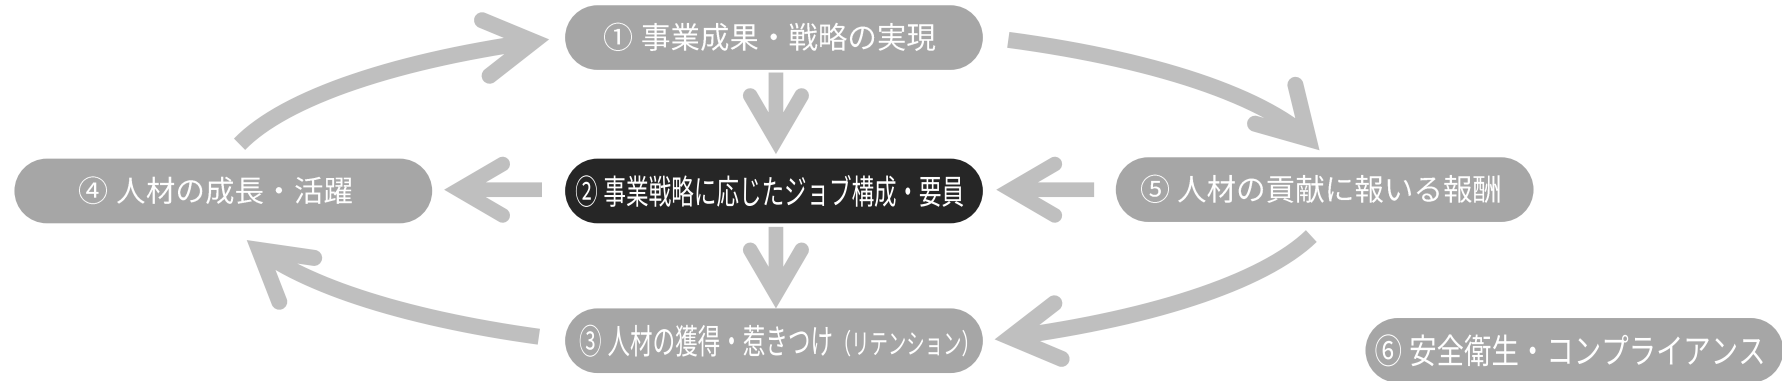 ① 事業成果・戦略の実現
④ 人材の成長・活躍
② 事業戦略に応じたジョブ構成・要員
⑤ 人材の貢献に報いる報酬
③ 人材の獲得・惹きつけ（リテンション）
⑥ 安全衛生・コンプライアンス